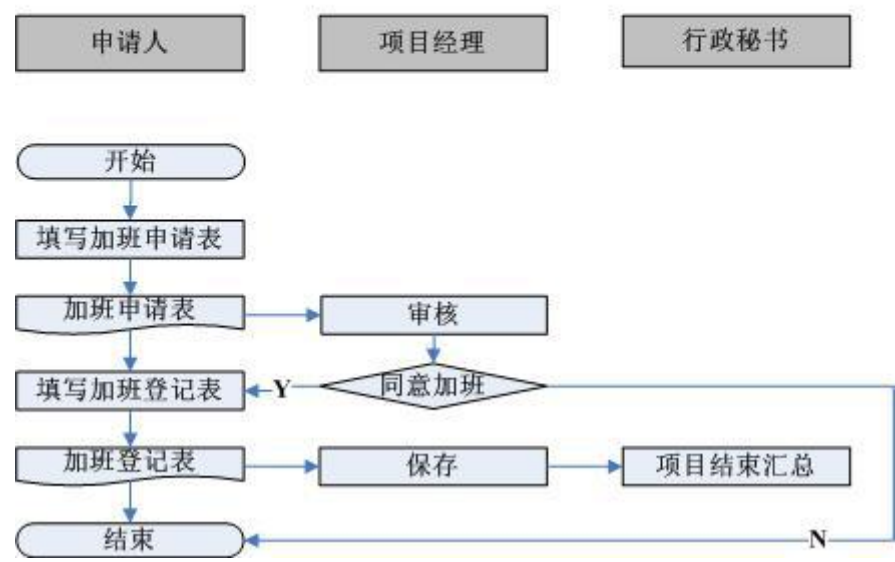 申请人
项目经理
行政秘书
开始
填写加班申请表
加班申请表
审核
填写加班登记表
Y
同意加班
加班登记表
保存
项目结束汇总
结束
N